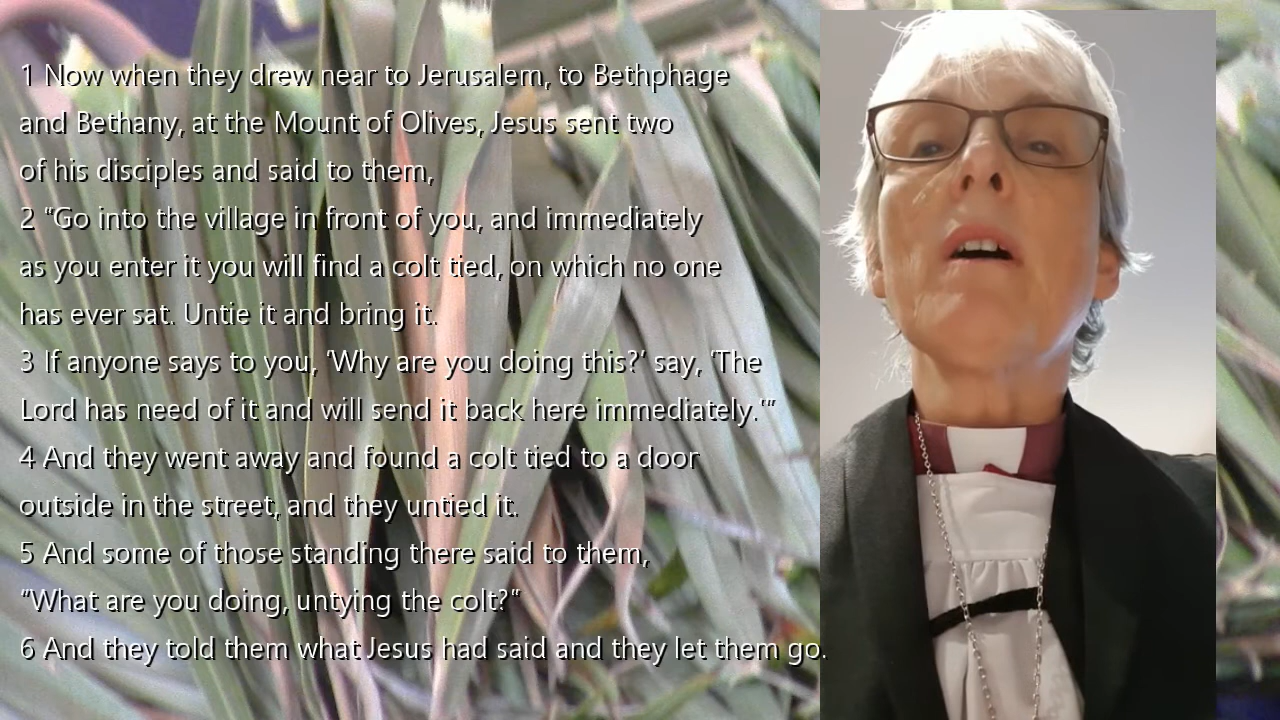 1 Now when they drew near to Jerusalem, to Bethphage
and Bethany, at the Mount of Olives, Jesus sent two
of his disciples and said to them,
2 “Go into the village in front of you, and immediately
as you enter it you will find a colt tied, on which no one
has ever sat. Untie it and bring it.
3 If anyone says to you, ‘Why are you doing this?’ say, ‘The
Lord has need of it and will send it back here immediately.’”
4 And they went away and found a colt tied to a door
outside in the street, and they untied it.
5 And some of those standing there said to them,
“What are you doing, untying the colt?”
6 And they told them what Jesus had said and they let them go.